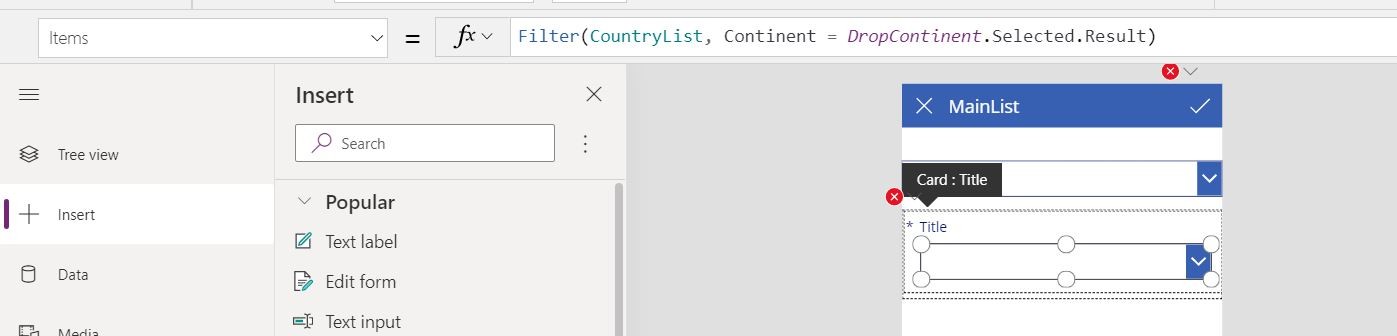 Items
= fx Filter(CountryList, Continent = DropContinent.Selected.Result)
Insert
Search
Tree view
Insert
Data
Media
Popular
Text label
Edit form
Text input
MainList
Card : Title
* Title